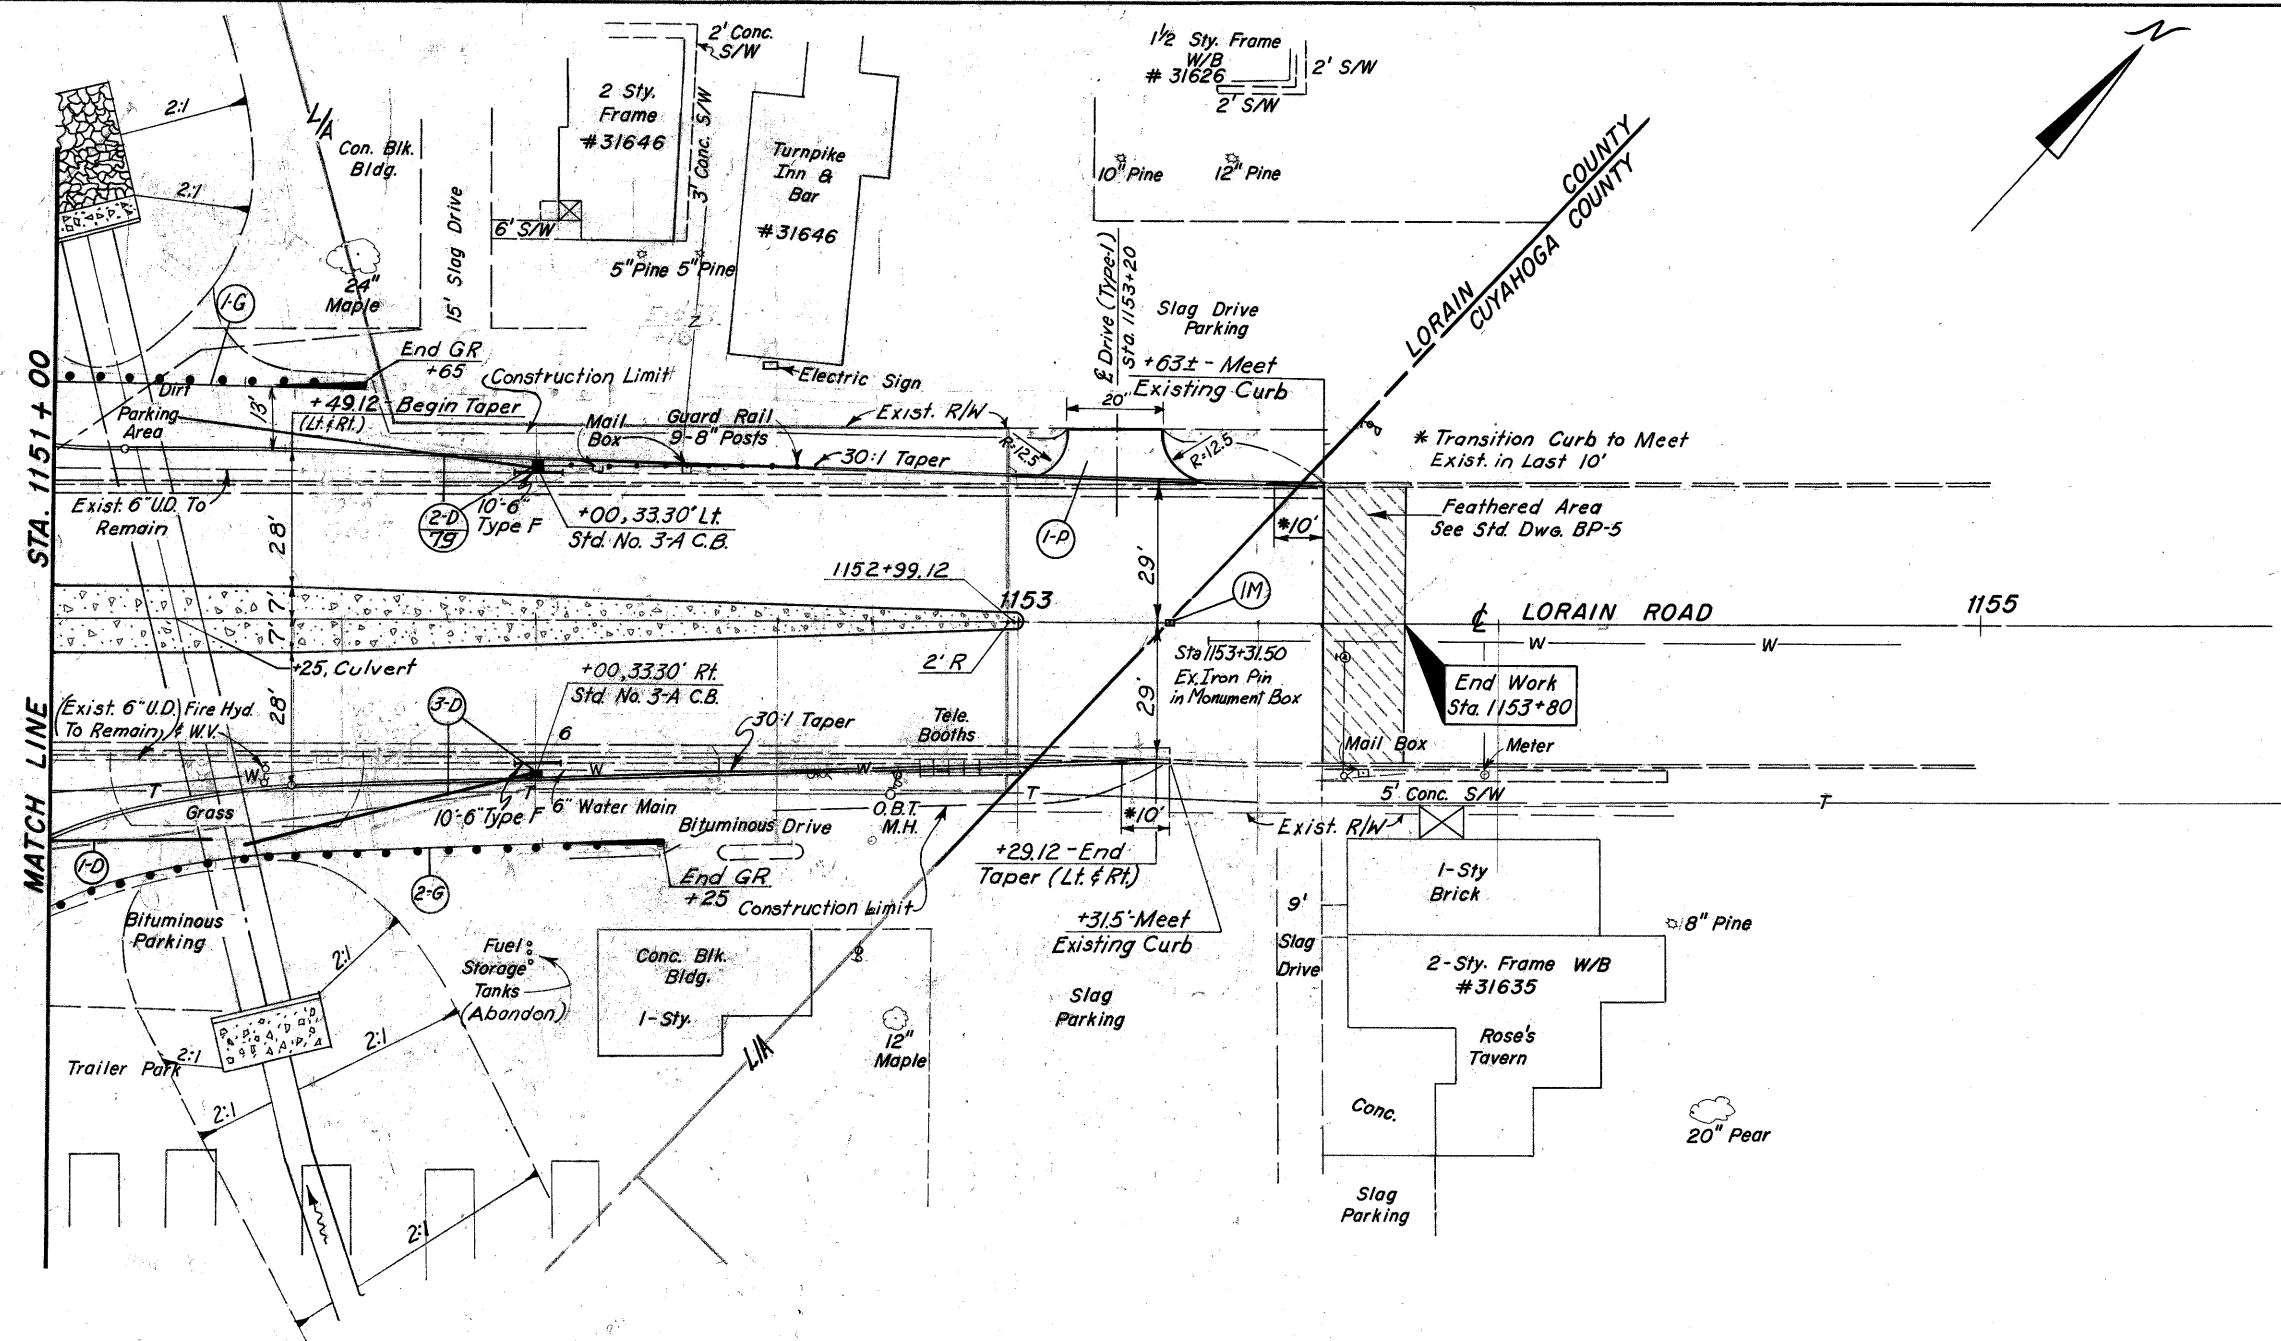 2' Conc.
S/W
2 Sty.
Frame
#31646
3' Conc. S/W
1½ Sty. Frame
W/B
# 31626
2' S/W
2' S/W
N
2:1
2:1
L/A
Con. Blk.
Bldg.
15' Slag Drive
6' S/W
Turnpike
Inn &
Bar
#31646
5" Pine
5" Pine
10" Pine
12" Pine
LORAIN COUNTY
CUYAHOGA COUNTY
24"
Maple
1-G
End GR
+65
Construction Limit
Electric Sign
℄ Drive (Type-1)
Sta. 1153+20
Slag Drive
Parking
+63± - Meet
Existing Curb
20'
Dirt
Parking
Area
13'
+49.12 - Begin Taper
(Lt. & Rt.)
Mail
Box
Guard Rail
9-8" Posts
Exist. R/W
30:1 Taper
R=12.5
R=12.5
* Transition Curb to Meet
Exist. in Last 10'
Exist. 6" U.D. To
Remain
28'
2-D
79
10'-6"
Type F
+00, 33.30' Lt.
Std. No. 3-A C.B.
1-P
*10'
Feathered Area
See Std. Dwg. BP-5
MATCH LINE STA. 1151+00
7'
7'
1152+99.12
1153
29'
1M
℄ LORAIN ROAD
1155
W
W
+25, Culvert
+00, 33.30' Rt.
Std. No. 3-A C.B.
2' R
Sta 1153+31.50
Ex. Iron Pin
in Monument Box
End Work
Sta. 1153+80
(Exist. 6" U.D.)
To Remain
Fire Hyd.
& W.V.
28'
3-D
6
30:1 Taper
Tele.
Booths
29'
Mail Box
Meter
W
W
W
T
T
T
T
Grass
10'-6" Type F
6" Water Main
O.B.T.
M.H.
*10'
5' Conc. S/W
Exist. R/W
1-D
2-G
Bituminous Drive
End GR
+25
Construction Limit
+29.12 - End
Taper (Lt. & Rt.)
+31.5' - Meet
Existing Curb
1-Sty
Brick
9'
Slag
Drive
8" Pine
Bituminous
Parking
2:1
Fuel
Storage
Tanks
(Abandon)
Conc. Blk.
Bldg.
1-Sty.
2-Sty. Frame W/B
#31635
Rose's
Tavern
Slag
Parking
12"
Maple
L/A
Trailer Park
2:1
2:1
2:1
2:1
Conc.
20" Pear
Slag
Parking